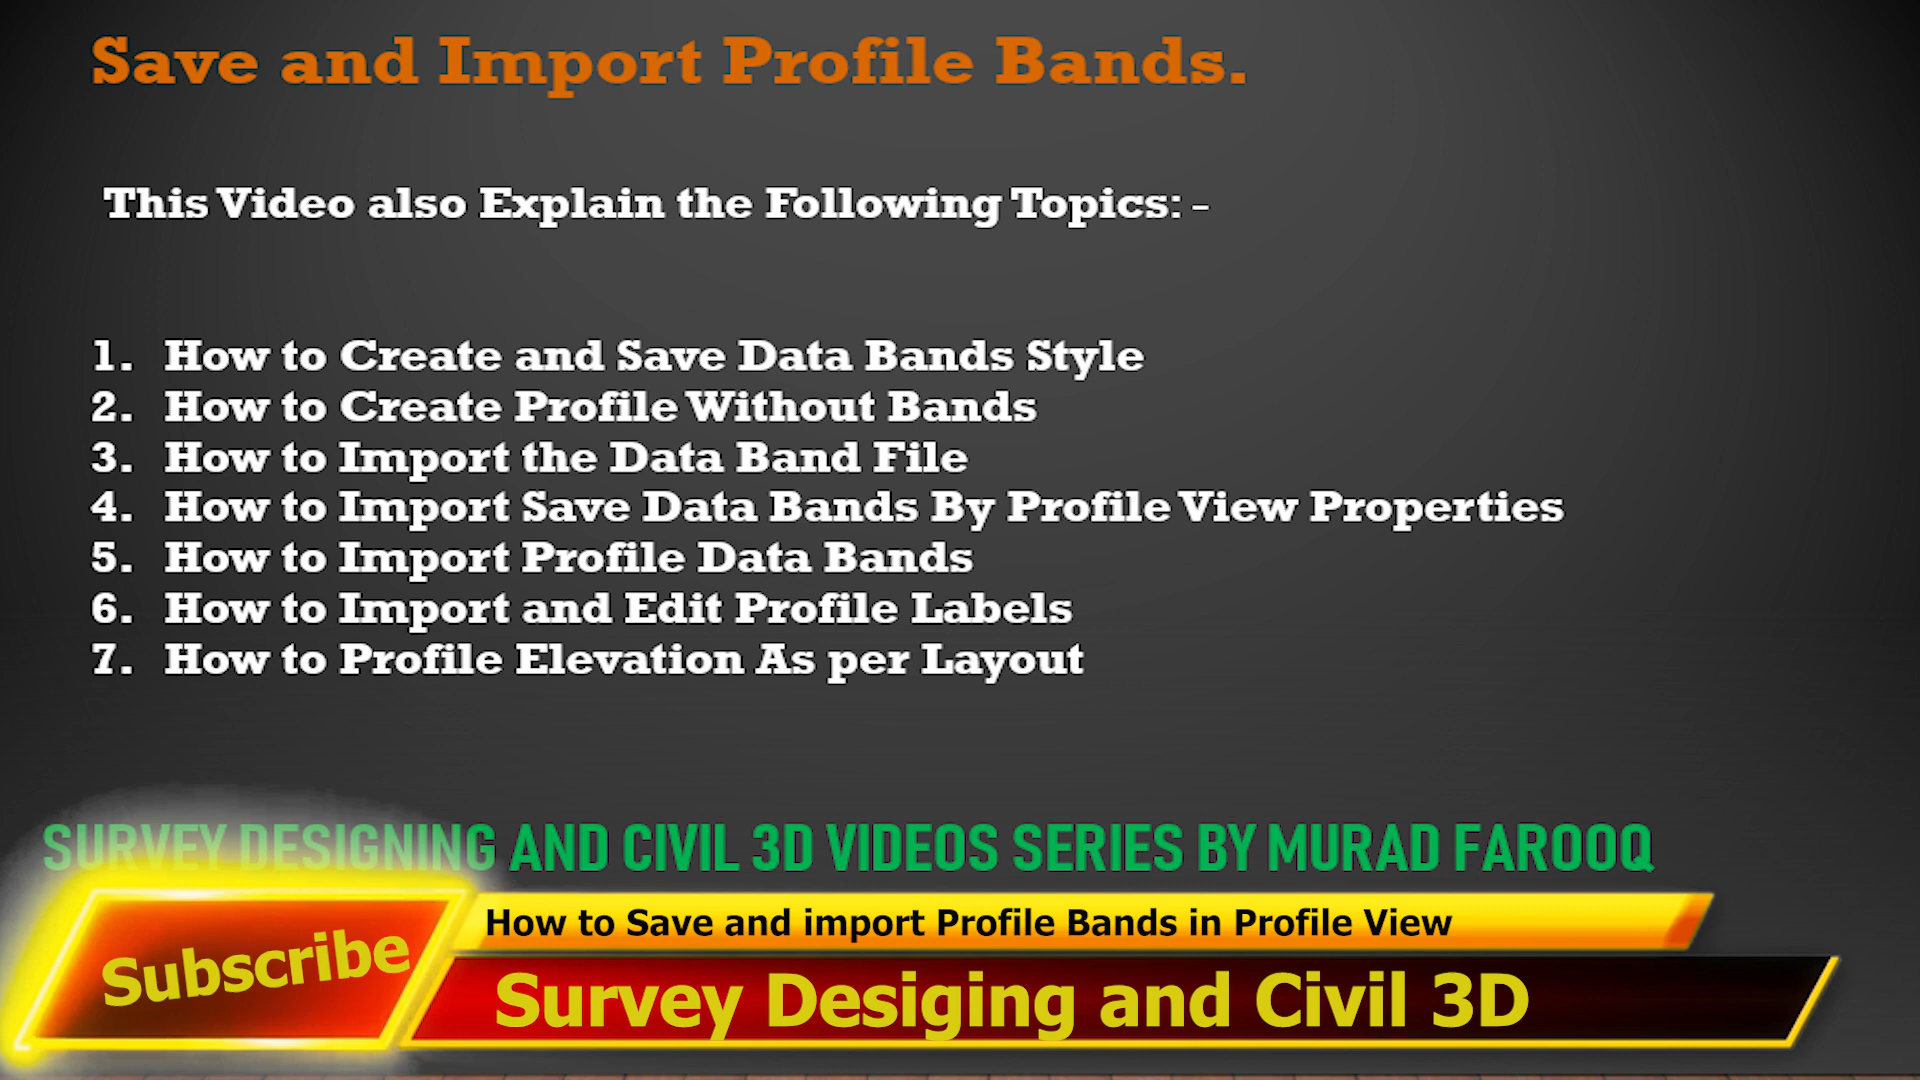 Save and Import Profile Bands.
This Video also Explain the Following Topics: -
1. How to Create and Save Data Bands Style
2. How to Create Profile Without Bands
3. How to Import the Data Band File
4. How to Import Save Data Bands By Profile View Properties
5. How to Import Profile Data Bands
6. How to Import and Edit Profile Labels
7. How to Profile Elevation As per Layout
SURVEY DESIGNING AND CIVIL 3D VIDEOS SERIES BY MURAD FAROOQ
How to Save and import Profile Bands in Profile View
Subscribe
Survey Desiging and Civil 3D